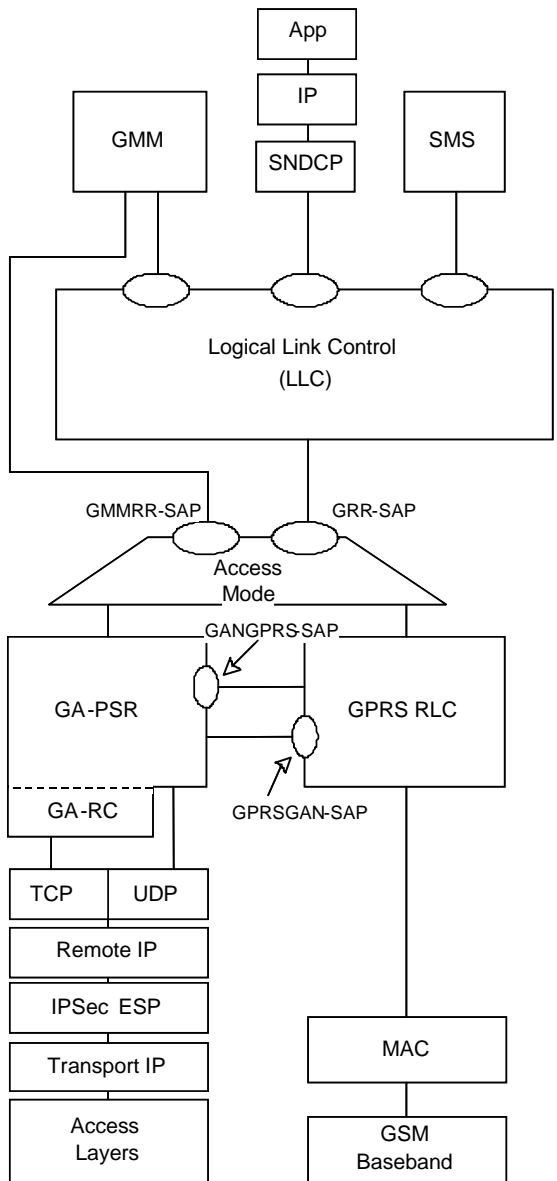 App
IP
GMM
SNDCP
SMS
Logical Link Control
(LLC)
GMMRR-SAP
GRR-SAP
Access
Mode
GANGPRS-SAP
GA-PSR
GPRS RLC
GA-RC
GPRSGAN-SAP
TCP
UDP
Remote IP
IPSec ESP
Transport IP
MAC
Access
Layers
GSM
Baseband